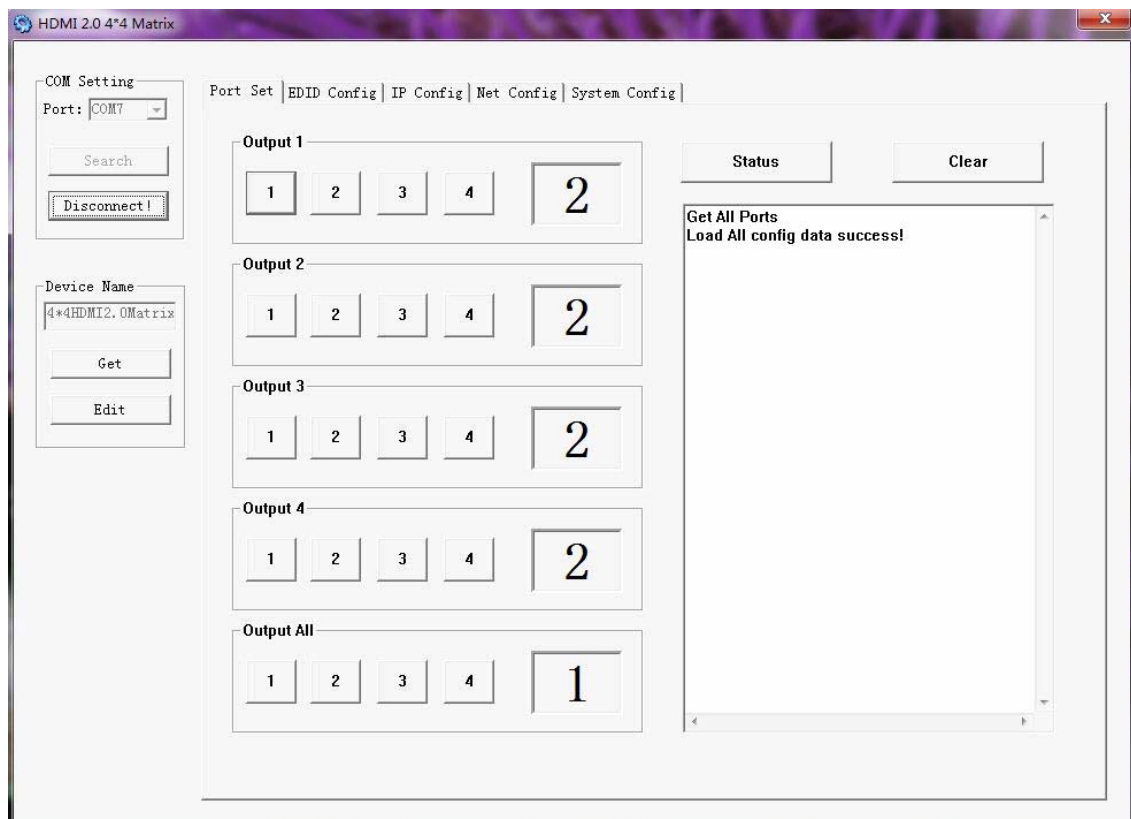 HDMI 2.0 4*4 Matrix
x
COM Setting
Port: COM7
Search
Disconnect!
Device Name
4*4HDMI2.0Matrix
Get
Edit
Port Set EDID Config IP Config Net Config System Config
Output 1
1 2 3 4 2
Output 2
1 2 3 4 2
Output 3
1 2 3 4 2
Output 4
1 2 3 4 2
Output All
1 2 3 4 1
Status Clear
Get All Ports
Load All config data success!